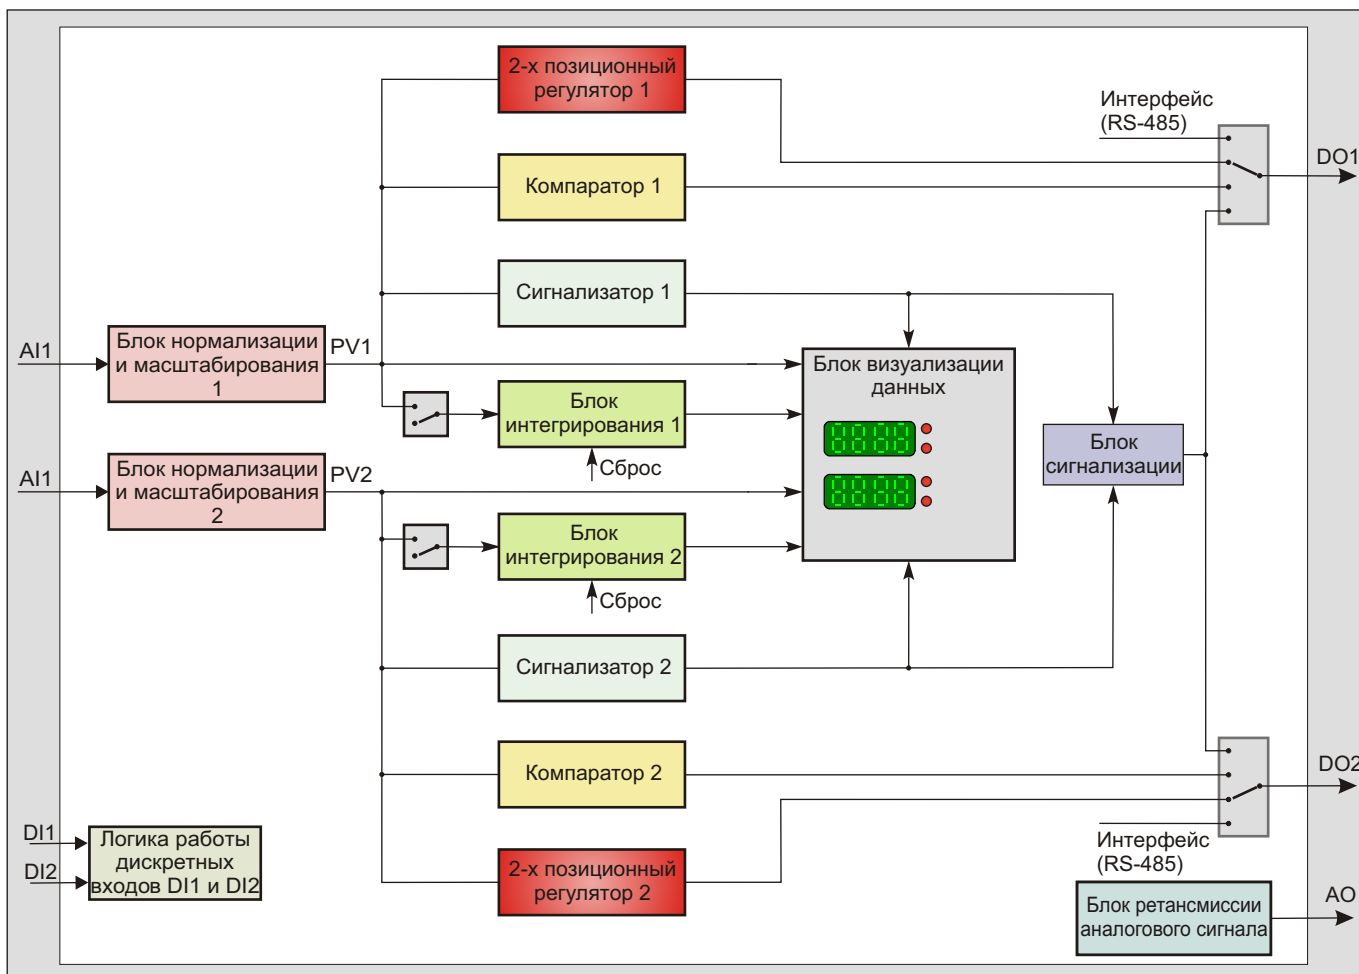 2-х позиционный
регулятор 1
Интерфейс
(RS-485)
DO1
Компаратор 1
Сигнализатор 1
AI1
Блок нормализации
и масштабирования
1
PV1
Блок визуализации
данных
Блок
интегрирования 1
Сброс
8888
Блок
сигнализации
AI1
Блок нормализации
и масштабирования
2
PV2
8888
Блок
интегрирования 2
Сброс
Сигнализатор 2
Компаратор 2
DO2
DI1
DI2
Логика работы
дискретных
входов DI1 и DI2
2-х позиционный
регулятор 2
Интерфейс
(RS-485)
Блок ретансмиссии
аналогового сигнала
AO